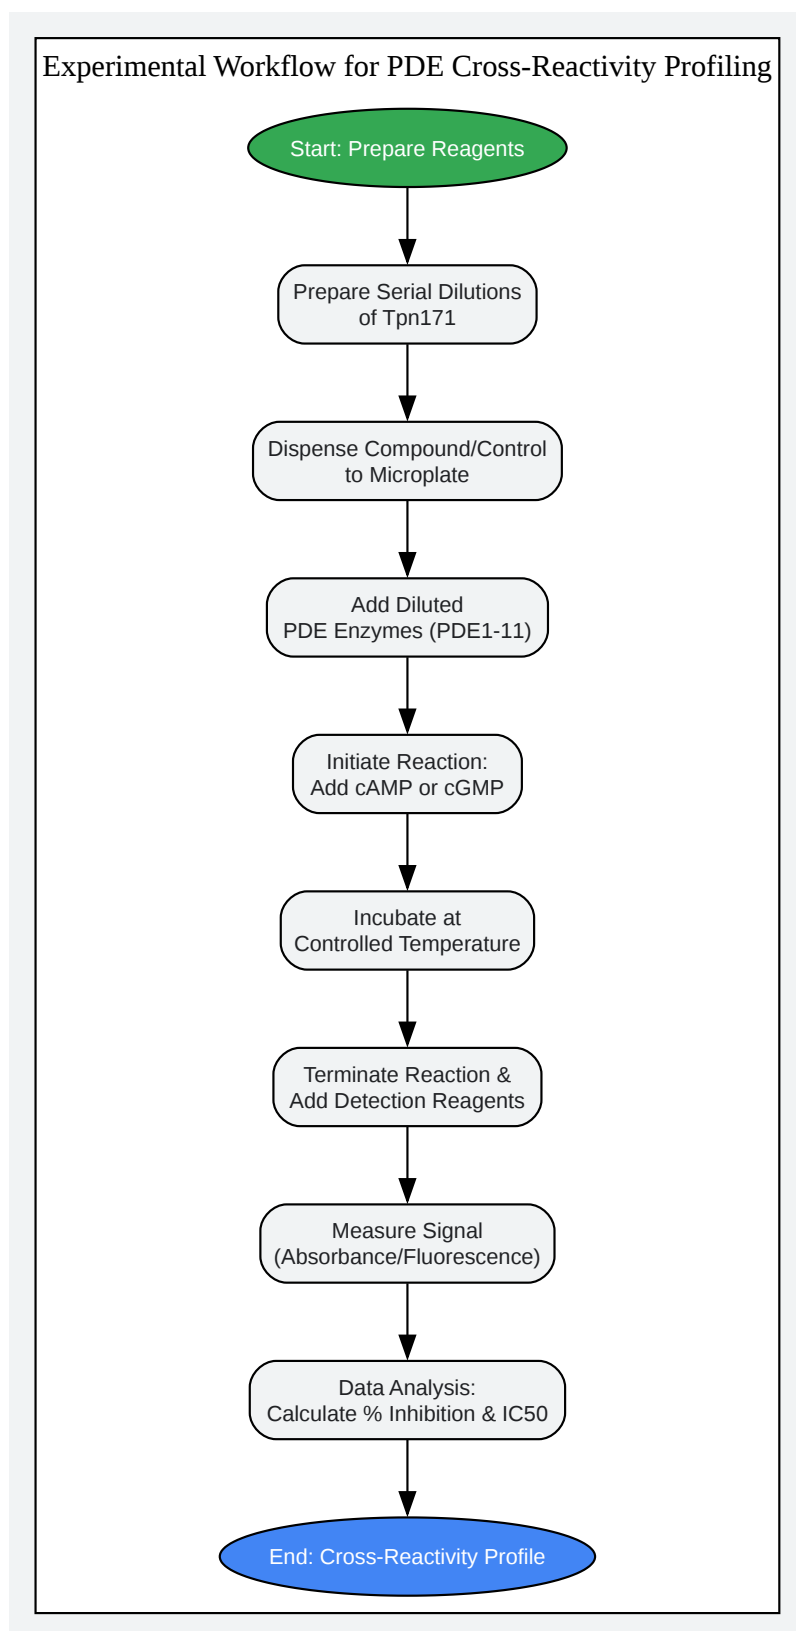 Experimental Workflow for PDE Cross-Reactivity Profiling
Start: Prepare Reagents
Prepare Serial Dilutions
of Tpn171
Dispense Compound/Control
to Microplate
Add Diluted
PDE Enzymes (PDE1-11)
Initiate Reaction:
Add cAMP or cGMP
Incubate at
Controlled Temperature
Terminate Reaction &
Add Detection Reagents
Measure Signal
(Absorbance/Fluorescence)
Data Analysis:
Calculate % Inhibition & IC50
End: Cross-Reactivity Profile